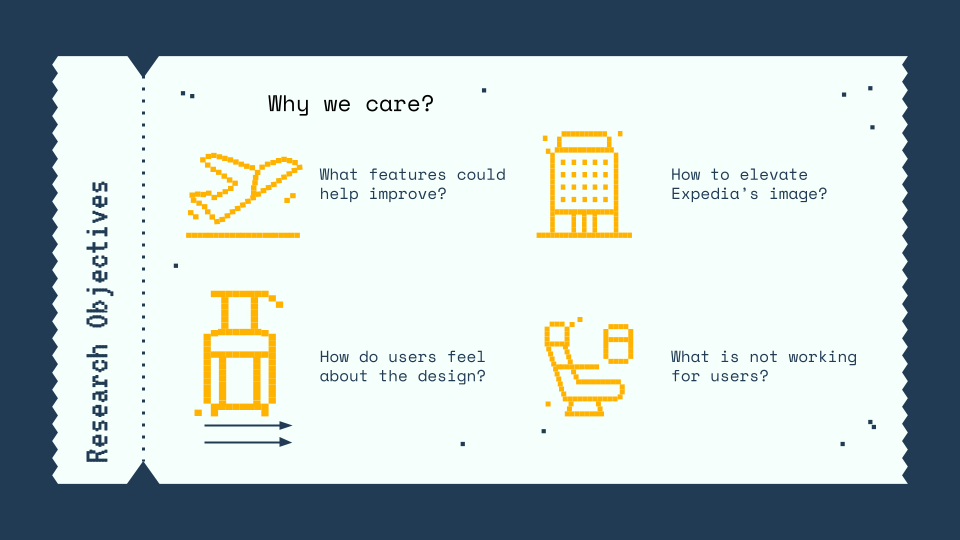 Research Objectives
Why we care?
What features could
help improve?
How to elevate
Expedia’s image?
How do users feel
about the design?
What is not working
for users?